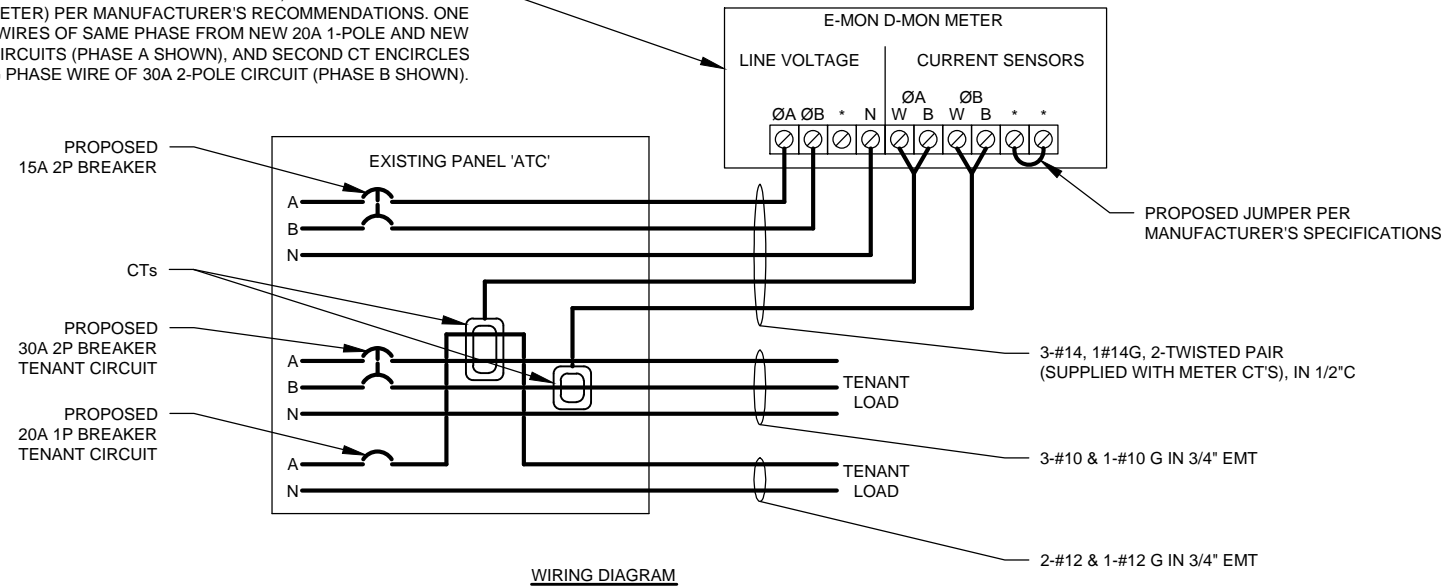 ETER) PER MANUFACTURER'S RECOMMENDATIONS. ONE
WIRES OF SAME PHASE FROM NEW 20A 1-POLE AND NEW
CIRCUITS (PHASE A SHOWN), AND SECOND CT ENCIRCLES
PHASE WIRE OF 30A 2-POLE CIRCUIT (PHASE B SHOWN).
E-MON D-MON METER
LINE VOLTAGE
CURRENT SENSORS
ØA ØB
ØA ØB * N W B W B * *
PROPOSED
15A 2P BREAKER
EXISTING PANEL 'ATC'
A
B
N
PROPOSED JUMPER PER
MANUFACTURER'S SPECIFICATIONS
CTs
PROPOSED
30A 2P BREAKER
TENANT CIRCUIT
A
B
N
TENANT
LOAD
3-#14, 1#14G, 2-TWISTED PAIR
(SUPPLIED WITH METER CT'S), IN 1/2"C
PROPOSED
20A 1P BREAKER
TENANT CIRCUIT
A
N
TENANT
LOAD
3-#10 & 1-#10 G IN 3/4" EMT
2-#12 & 1-#12 G IN 3/4" EMT
WIRING DIAGRAM